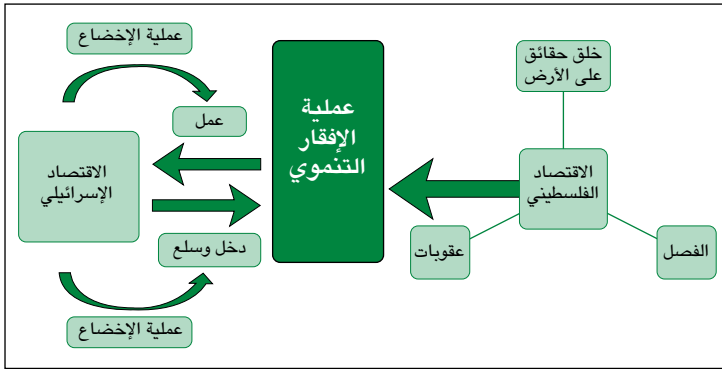 خلق حقائق
على الأرض
الاقتصاد
الفلسطيني
الفصل
عقوبات
عملية
الإفقار
التنموي
عملية الإخضاع
عمل
الاقتصاد
الإسرائيلي
دخل وسلع
عملية الإخضاع